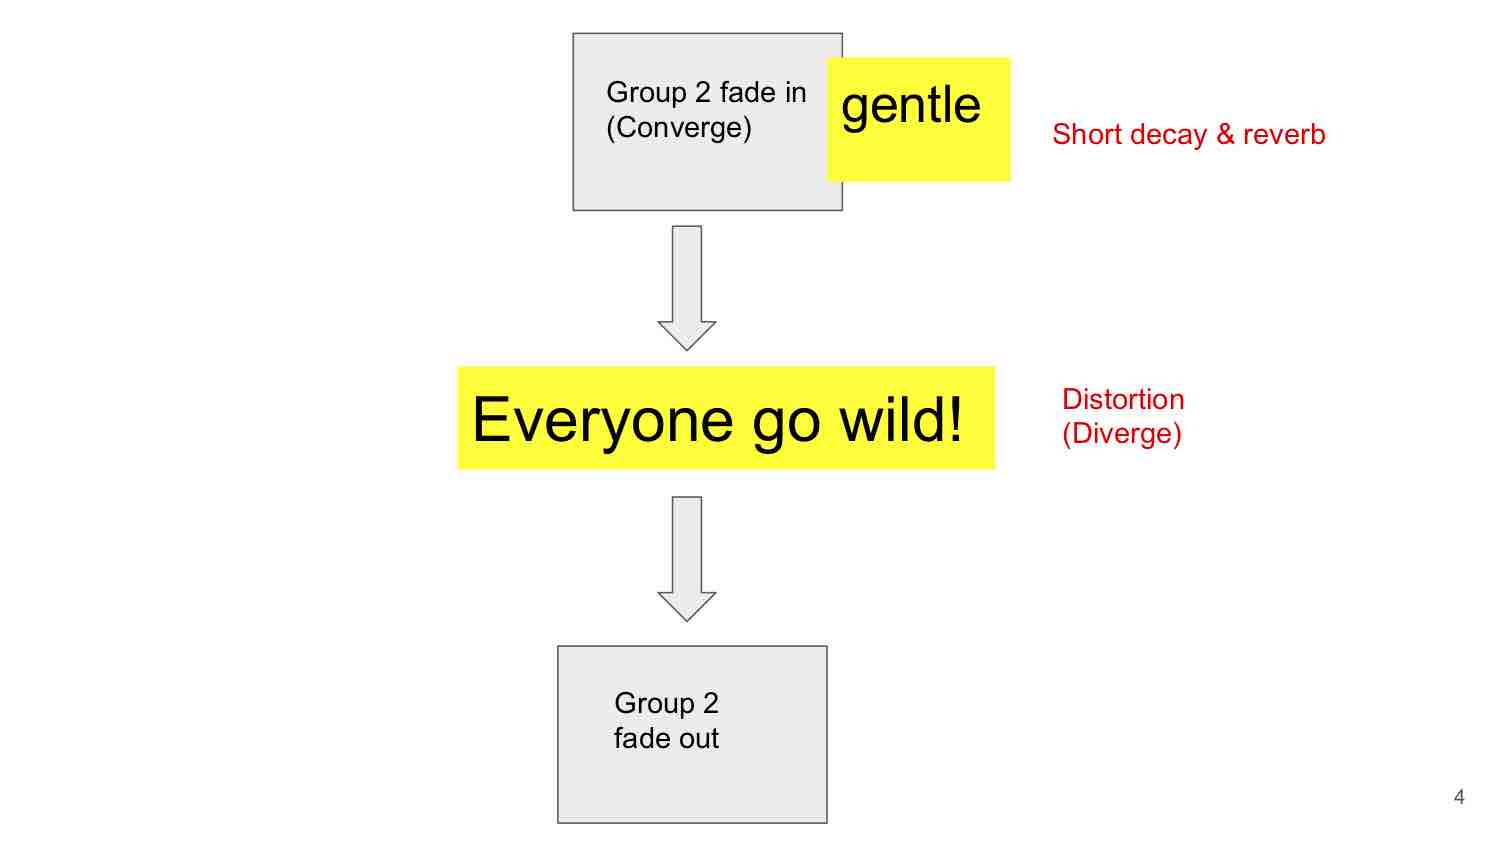 Group 2 fade in
(Converge)
gentle
Short decay & reverb
Everyone go wild!
Distortion
(Diverge)
Group 2
fade out
4